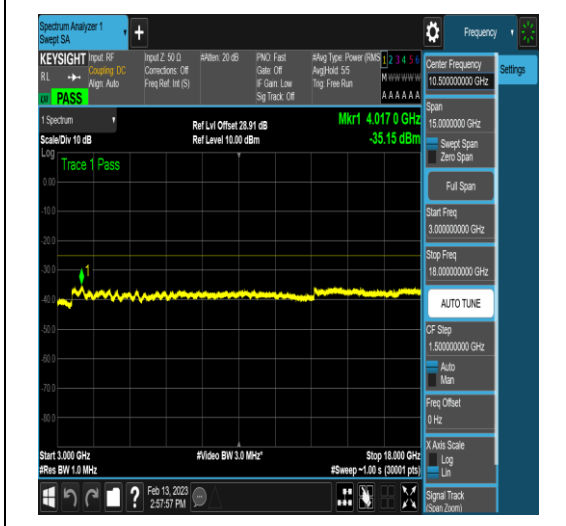 Spectrum Analyzer 1
Swept SA
+
Frequency
KEYSIGHT
RL
PASS
Input: RF
Coupling: DC
Align: Auto
Input Z: 50 Ω
Corrections: Off
Freq Ref: Int (S)
#Atten: 20 dB
PNO: Fast
Gate: Off
IF Gain: Low
Sig Track: Off
#Avg Type: Power (RMS
Avg|Hold: 5/5
Trig: Free Run
1 2 3 4 5 6
M W W W W W
A A A A A A
1 Spectrum
Scale/Div 10 dB
Ref Lvl Offset 28.91 dB
Ref Level 10.00 dBm
Mkr1 4.017 0 GHz
-35.15 dBm
Log
Trace 1 Pass
1
0.00
-10.0
-20.0
-30.0
-40.0
-50.0
-60.0
-70.0
-80.0
Start 3.000 GHz
#Res BW 1.0 MHz
#Video BW 3.0 MHz*
Stop 18.000 GHz
#Sweep ~1.00 s (30001 pts)
?
Feb 13, 2023
2:57:57 PM
Center Frequency
10.500000000 GHz
Settings
Span
15.0000000 GHz
Swept Span
Zero Span
Full Span
Start Freq
3.000000000 GHz
Stop Freq
18.000000000 GHz
AUTO TUNE
CF Step
1.500000000 GHz
Auto
Man
Freq Offset
0 Hz
X Axis Scale
Log
Lin
Signal Track
(Span Zoom)